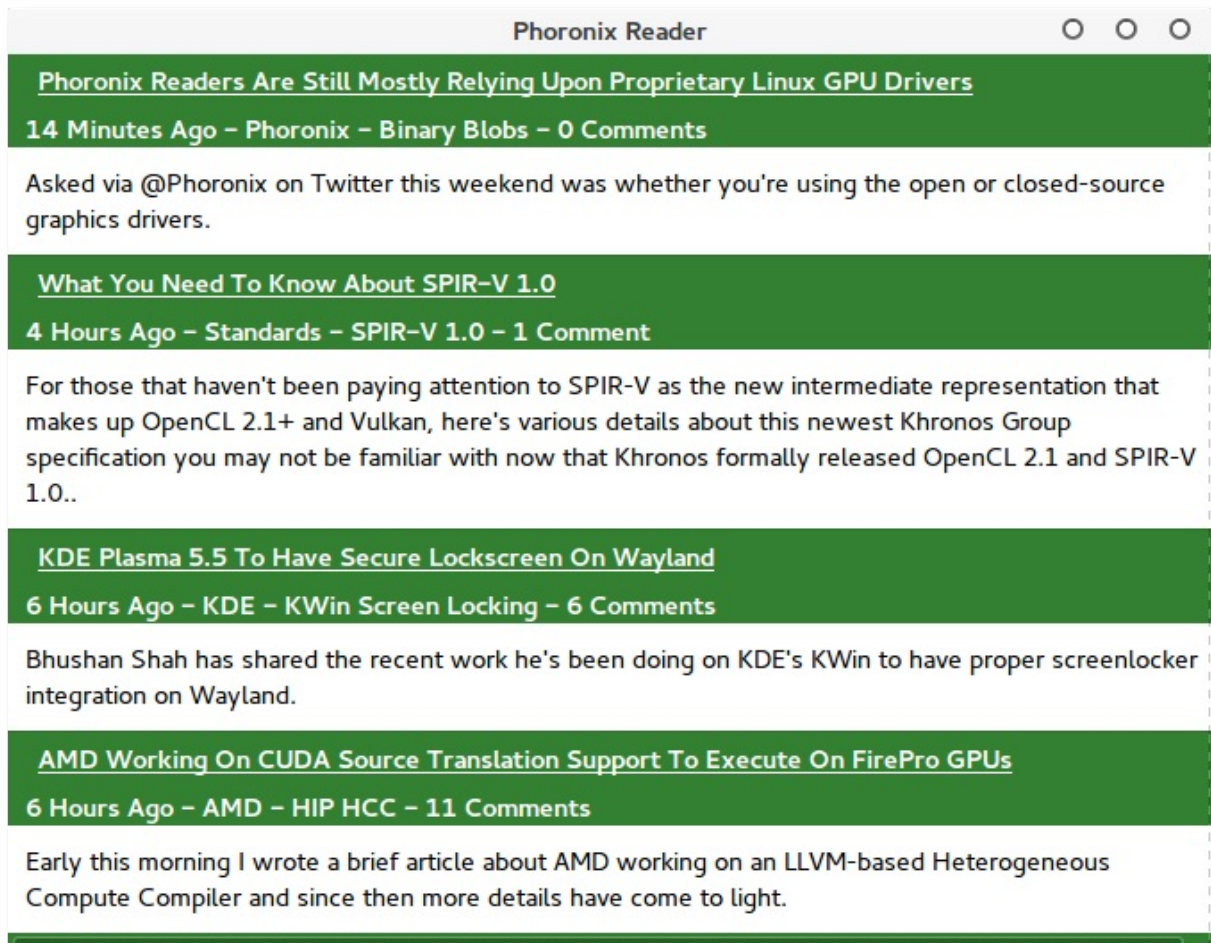 Phoronix Reader
Phoronix Readers Are Still Mostly Relying Upon Proprietary Linux GPU Drivers
14 Minutes Ago – Phoronix – Binary Blobs – 0 Comments
Asked via @Phoronix on Twitter this weekend was whether you're using the open or closed-source
graphics drivers.
What You Need To Know About SPIR–V 1.0
4 Hours Ago – Standards – SPIR–V 1.0 – 1 Comment
For those that haven't been paying attention to SPIR-V as the new intermediate representation that
makes up OpenCL 2.1+ and Vulkan, here's various details about this newest Khronos Group
specification you may not be familiar with now that Khronos formally released OpenCL 2.1 and SPIR-V
1.0..
KDE Plasma 5.5 To Have Secure Lockscreen On Wayland
6 Hours Ago – KDE – KWin Screen Locking – 6 Comments
Bhushan Shah has shared the recent work he's been doing on KDE's KWin to have proper screenlocker
integration on Wayland.
AMD Working On CUDA Source Translation Support To Execute On FirePro GPUs
6 Hours Ago – AMD – HIP HCC – 11 Comments
Early this morning I wrote a brief article about AMD working on an LLVM-based Heterogeneous
Compute Compiler and since then more details have come to light.